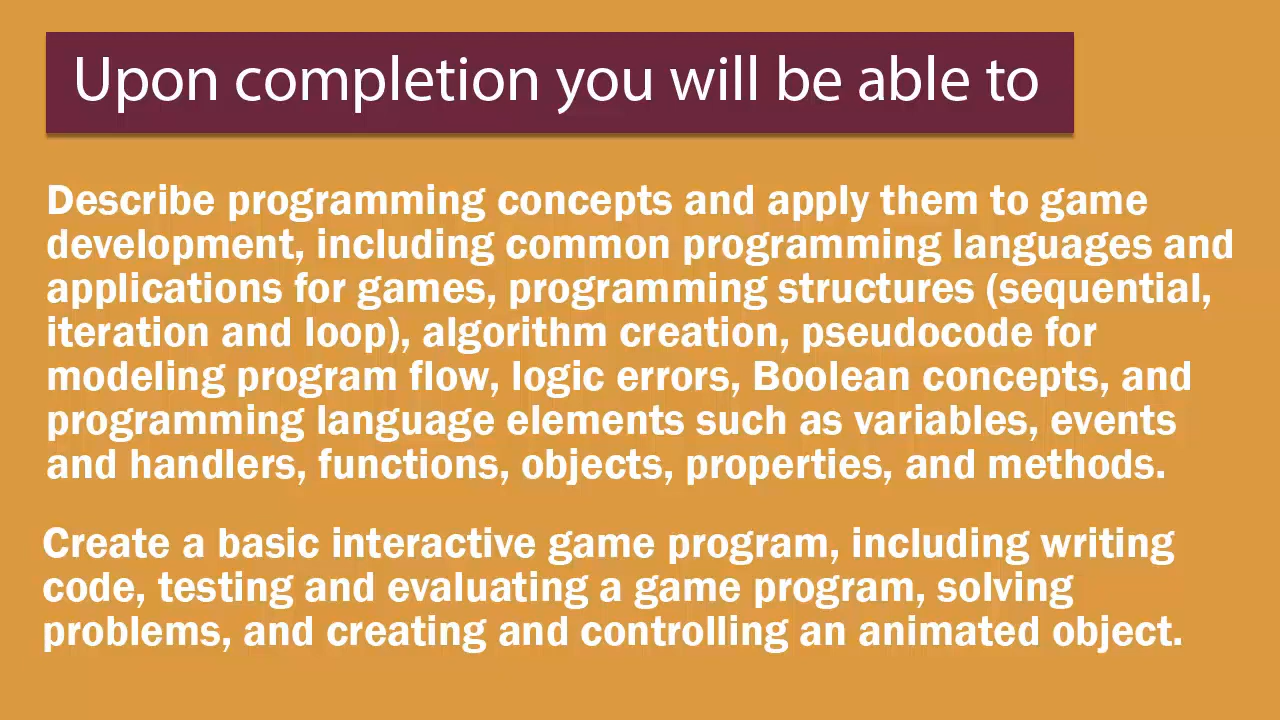 Upon completion you will be able to
Describe programming concepts and apply them to game
development, including common programming languages and
applications for games, programming structures (sequential,
iteration and loop), algorithm creation, pseudocode for
modeling program flow, logic errors, Boolean concepts, and
programming language elements such as variables, events
and handlers, functions, objects, properties, and methods.
Create a basic interactive game program, including writing
code, testing and evaluating a game program, solving
problems, and creating and controlling an animated object.